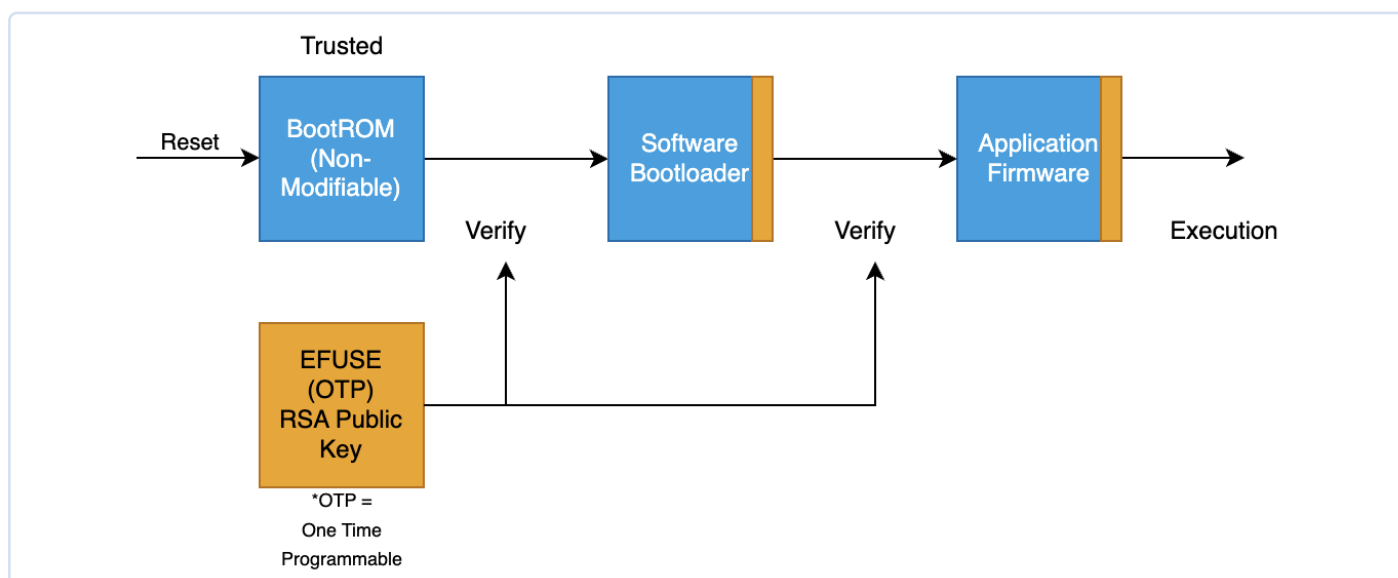 Trusted
Reset
BootROM
(Non-
Modifiable)
Software
Bootloader
Application
Firmware
Verify
Verify
Execution
EFUSE
(OTP)
RSA Public
Key
*OTP =
One Time
Programmable